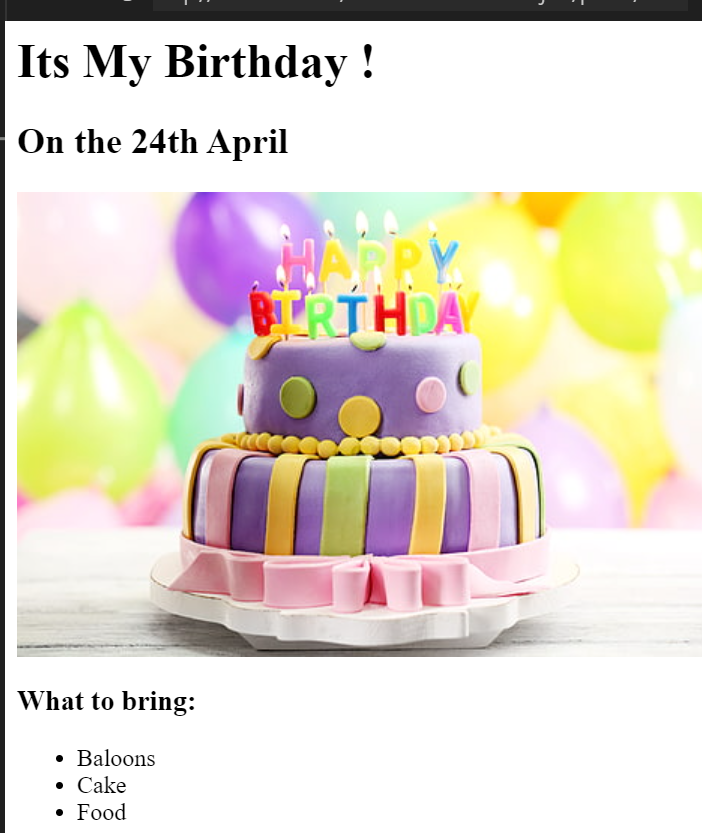 Its My Birthday !
On the 24th April
HAPPY
BIRTHDAY
What to bring:
Baloons
Cake
Food